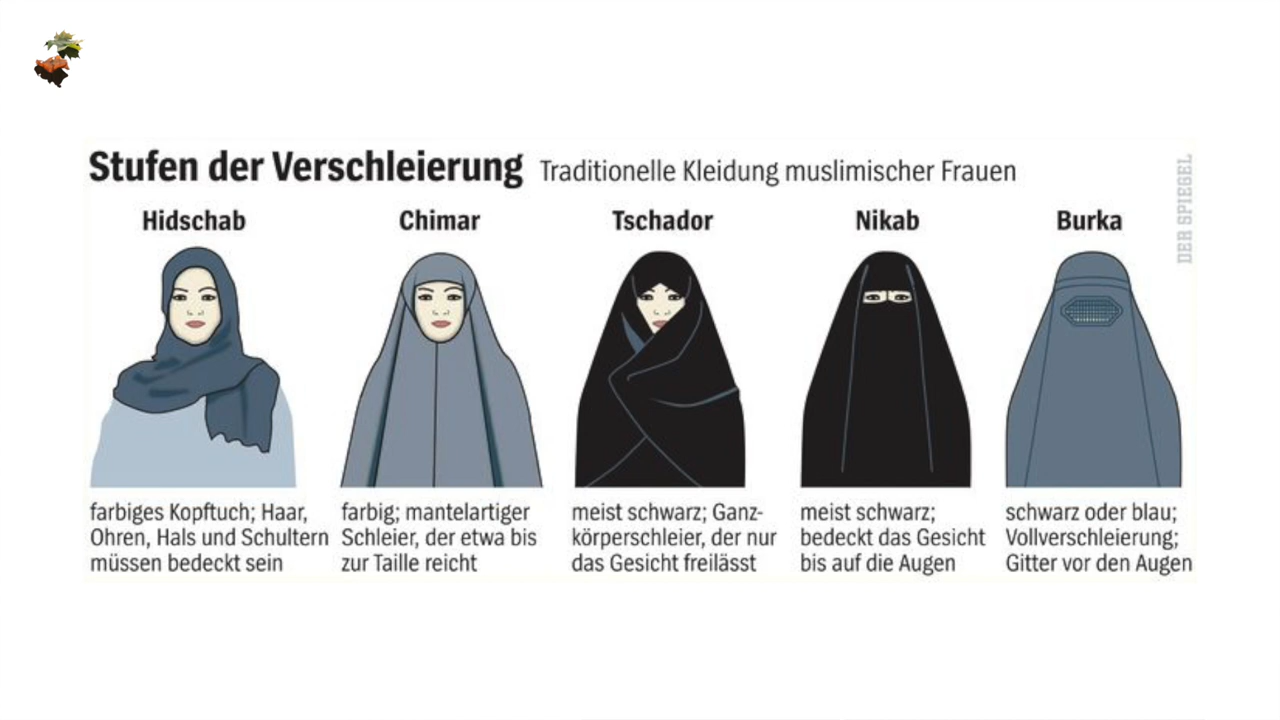 Stufen der Verschleierung Traditionelle Kleidung muslimischer Frauen
DER SPIEGEL
Hidschab
farbiges Kopftuch; Haar,
Ohren, Hals und Schultern
müssen bedeckt sein
Chimar
farbig; mantelartiger
Schleier, der etwa bis
zur Taille reicht
Tschador
meist schwarz; Ganz-
körperschleier, der nur
das Gesicht freilässt
Nikab
meist schwarz;
bedeckt das Gesicht
bis auf die Augen
Burka
schwarz oder blau;
Vollverschleierung;
Gitter vor den Augen